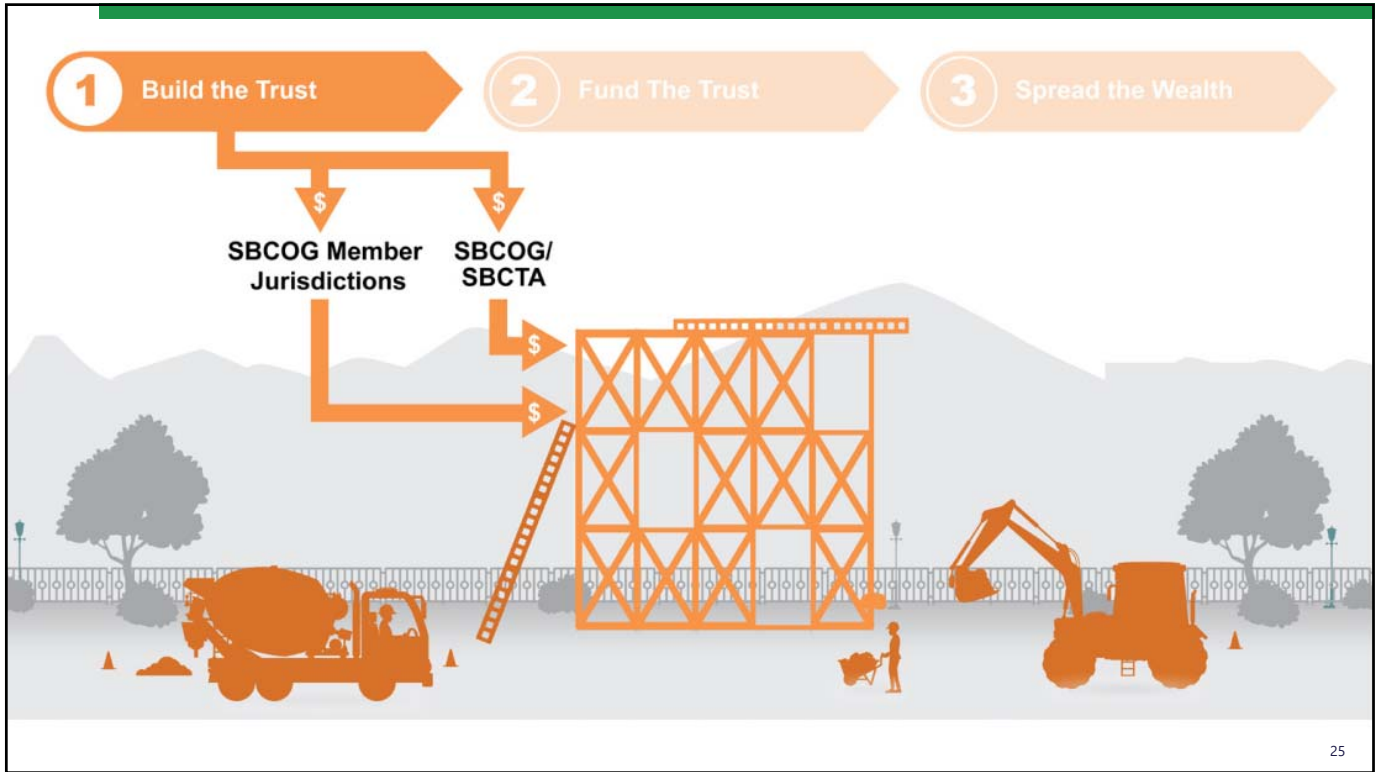 1 Build the Trust
2 Fund The Trust
3 Spread the Wealth
$ $
SBCOG Member
Jurisdictions
SBCOG/
SBCTA
$
$
25